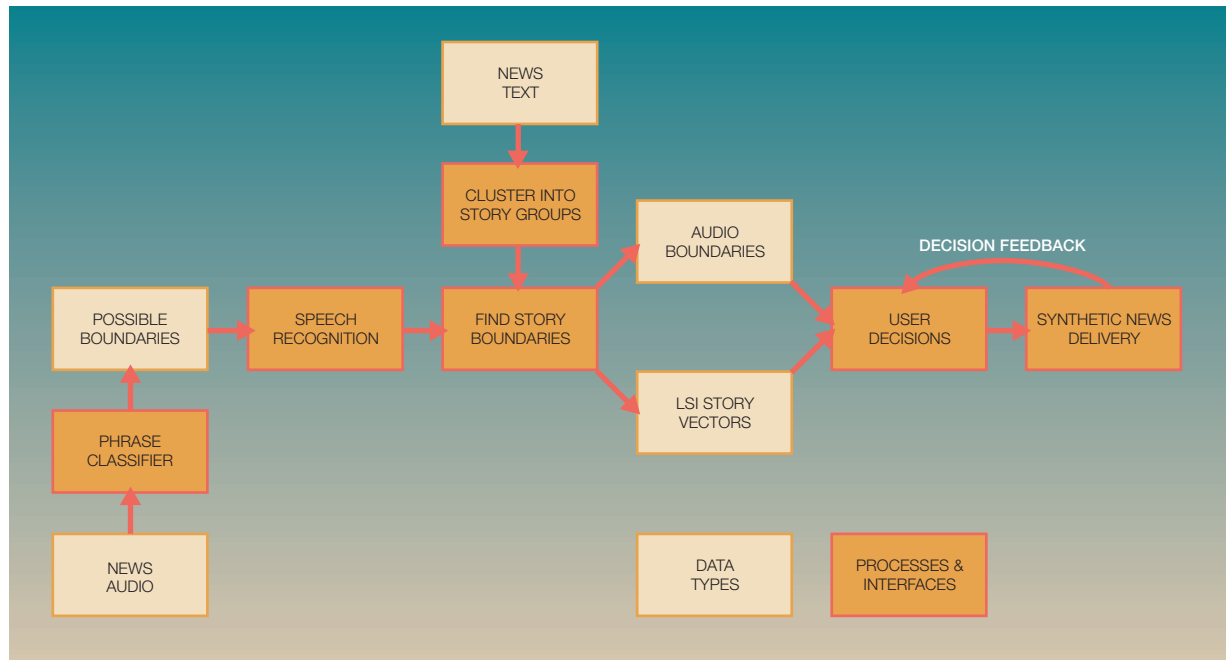 NEWS
TEXT
CLUSTER INTO
STORY GROUPS
AUDIO
BOUNDARIES
DECISION FEEDBACK
POSSIBLE
BOUNDARIES
SPEECH
RECOGNITION
FIND STORY
BOUNDARIES
USER
DECISIONS
SYNTHETIC NEWS
DELIVERY
LSI STORY
VECTORS
PHRASE
CLASSIFIER
NEWS
AUDIO
DATA
TYPES
PROCESSES &
INTERFACES